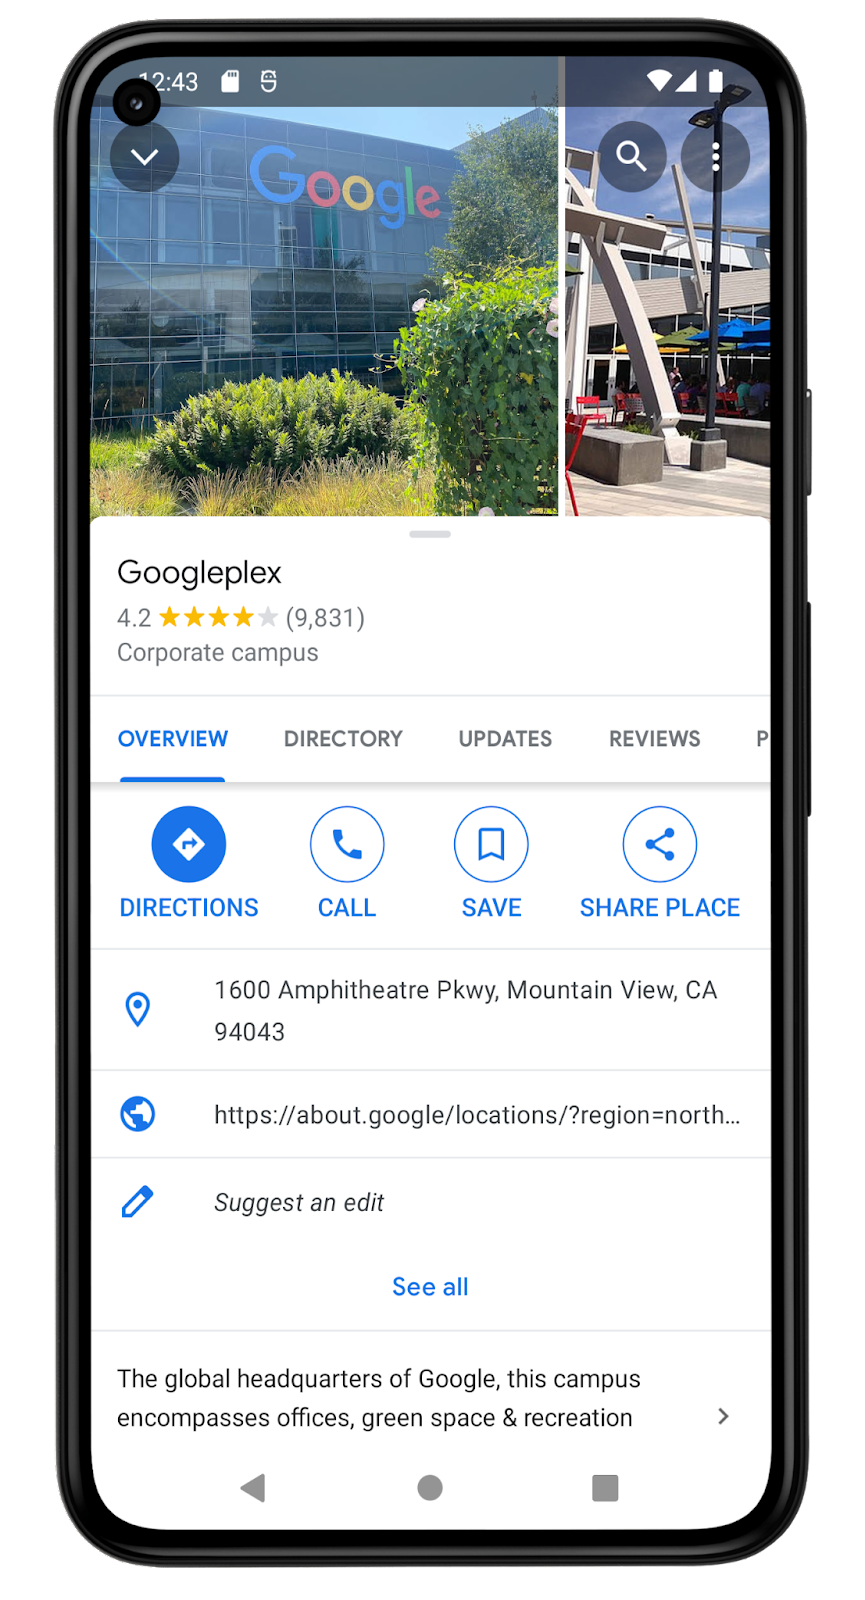 12:43
Google
Googleplex
4.2 (9,831)
Corporate campus
OVERVIEW DIRECTORY UPDATES REVIEWS P
DIRECTIONS CALL SAVE SHARE PLACE
1600 Amphitheatre Pkwy, Mountain View, CA
94043
https://about.google/locations/?region=north...
Suggest an edit
See all
The global headquarters of Google, this campus
encompasses offices, green space & recreation